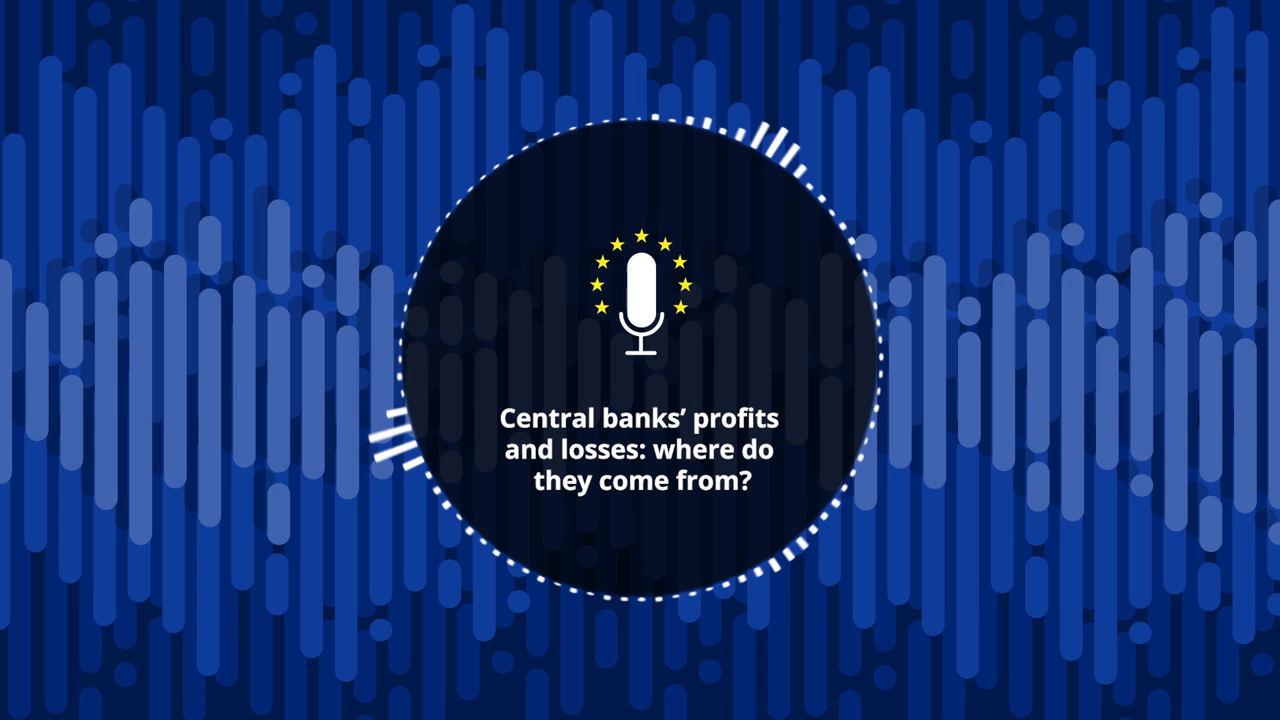 Central banks’ profits
and losses: where do
they come from?